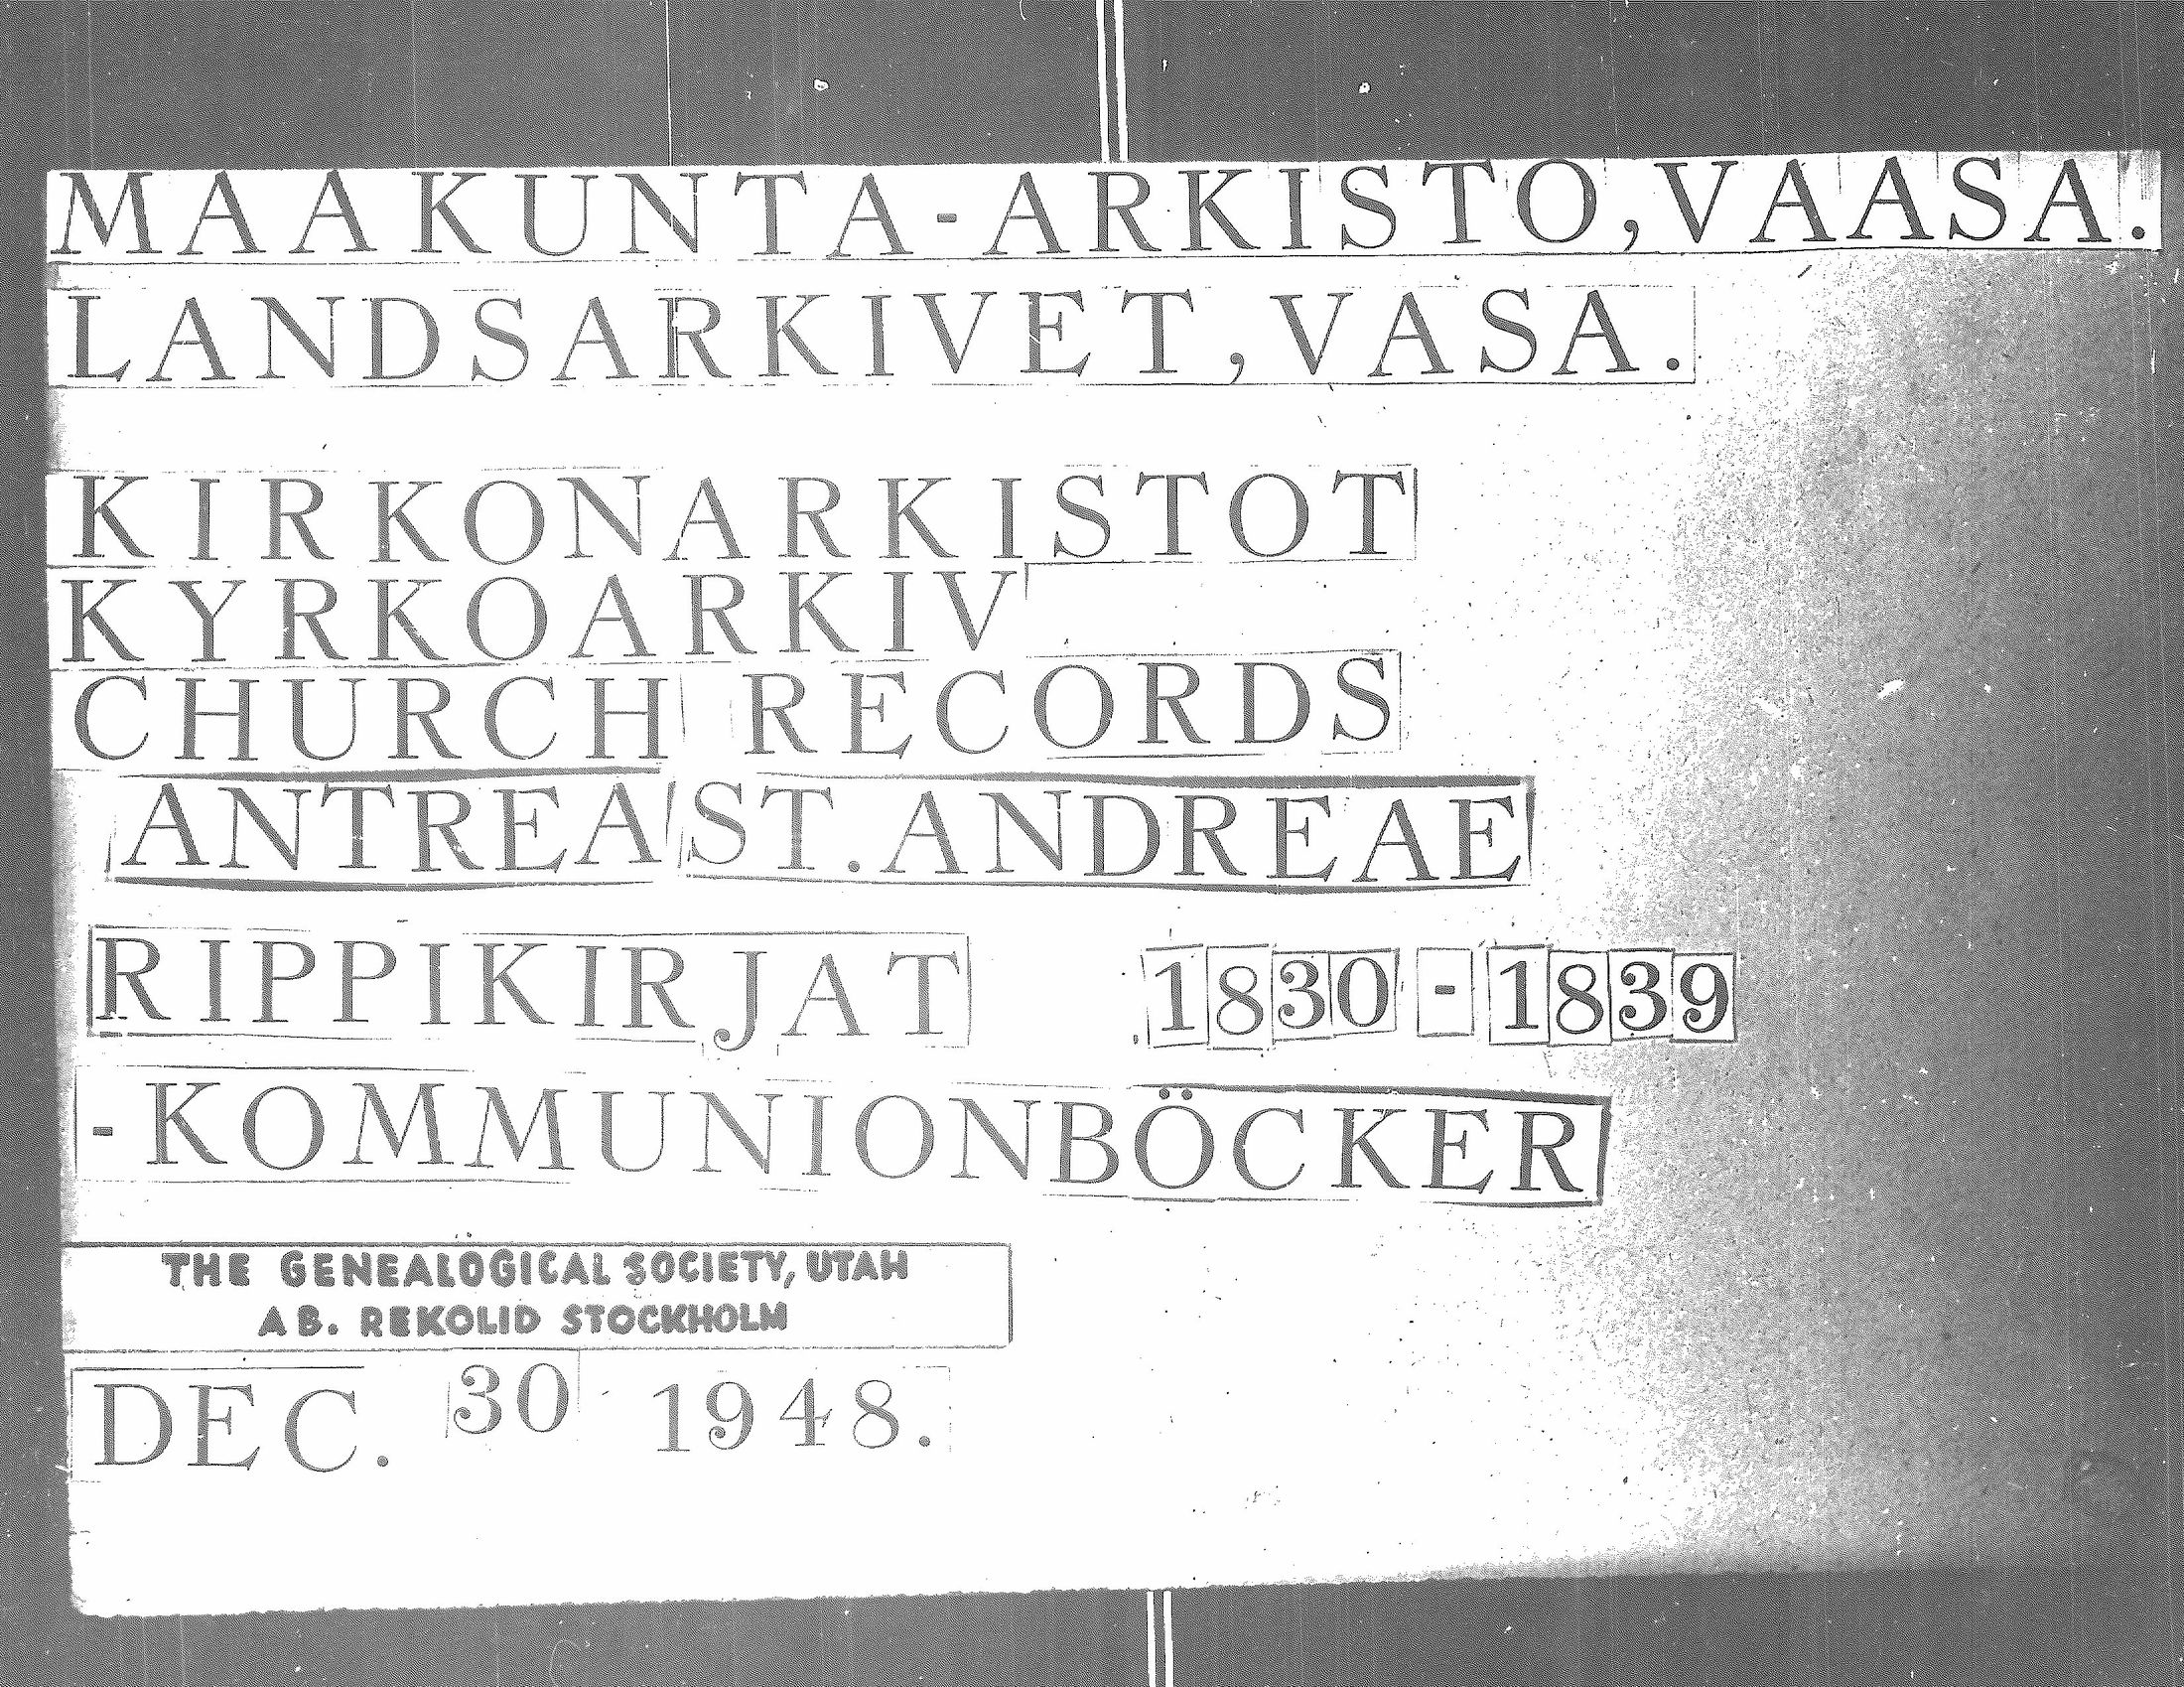 MAAKUNTA-ARKISTO, VAASA.
LANDSARKIVET, VASA.
KIRKONARKISTOT
KYRKOARKIV
CHURCH RECORDS
ANTREA ST. ANDREAE
RIPPIKIRJAT 1830-1839
-KOMMUNIONBÖCKER
THE GENEALOGICAL SOCIETY, UTAH
AB. REKOLID STOCKHOLM
DEC. 30 1948.